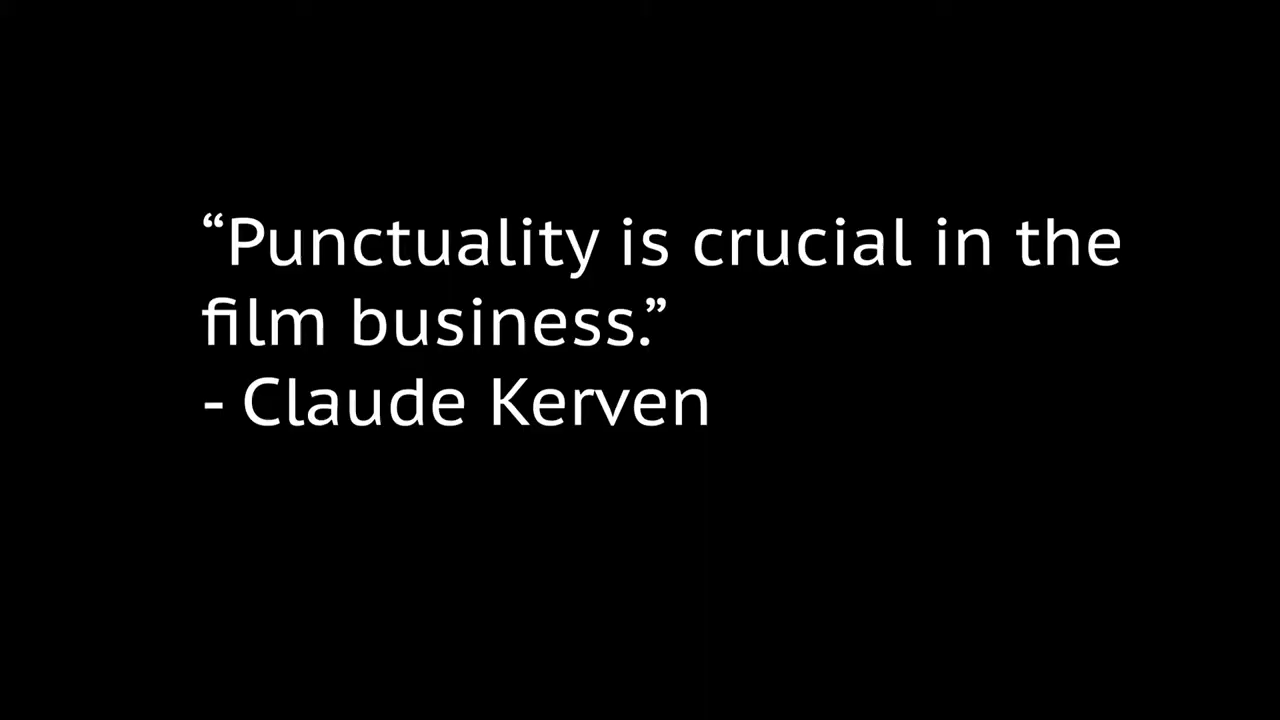 “Punctuality is crucial in the
film business.”
- Claude Kerven